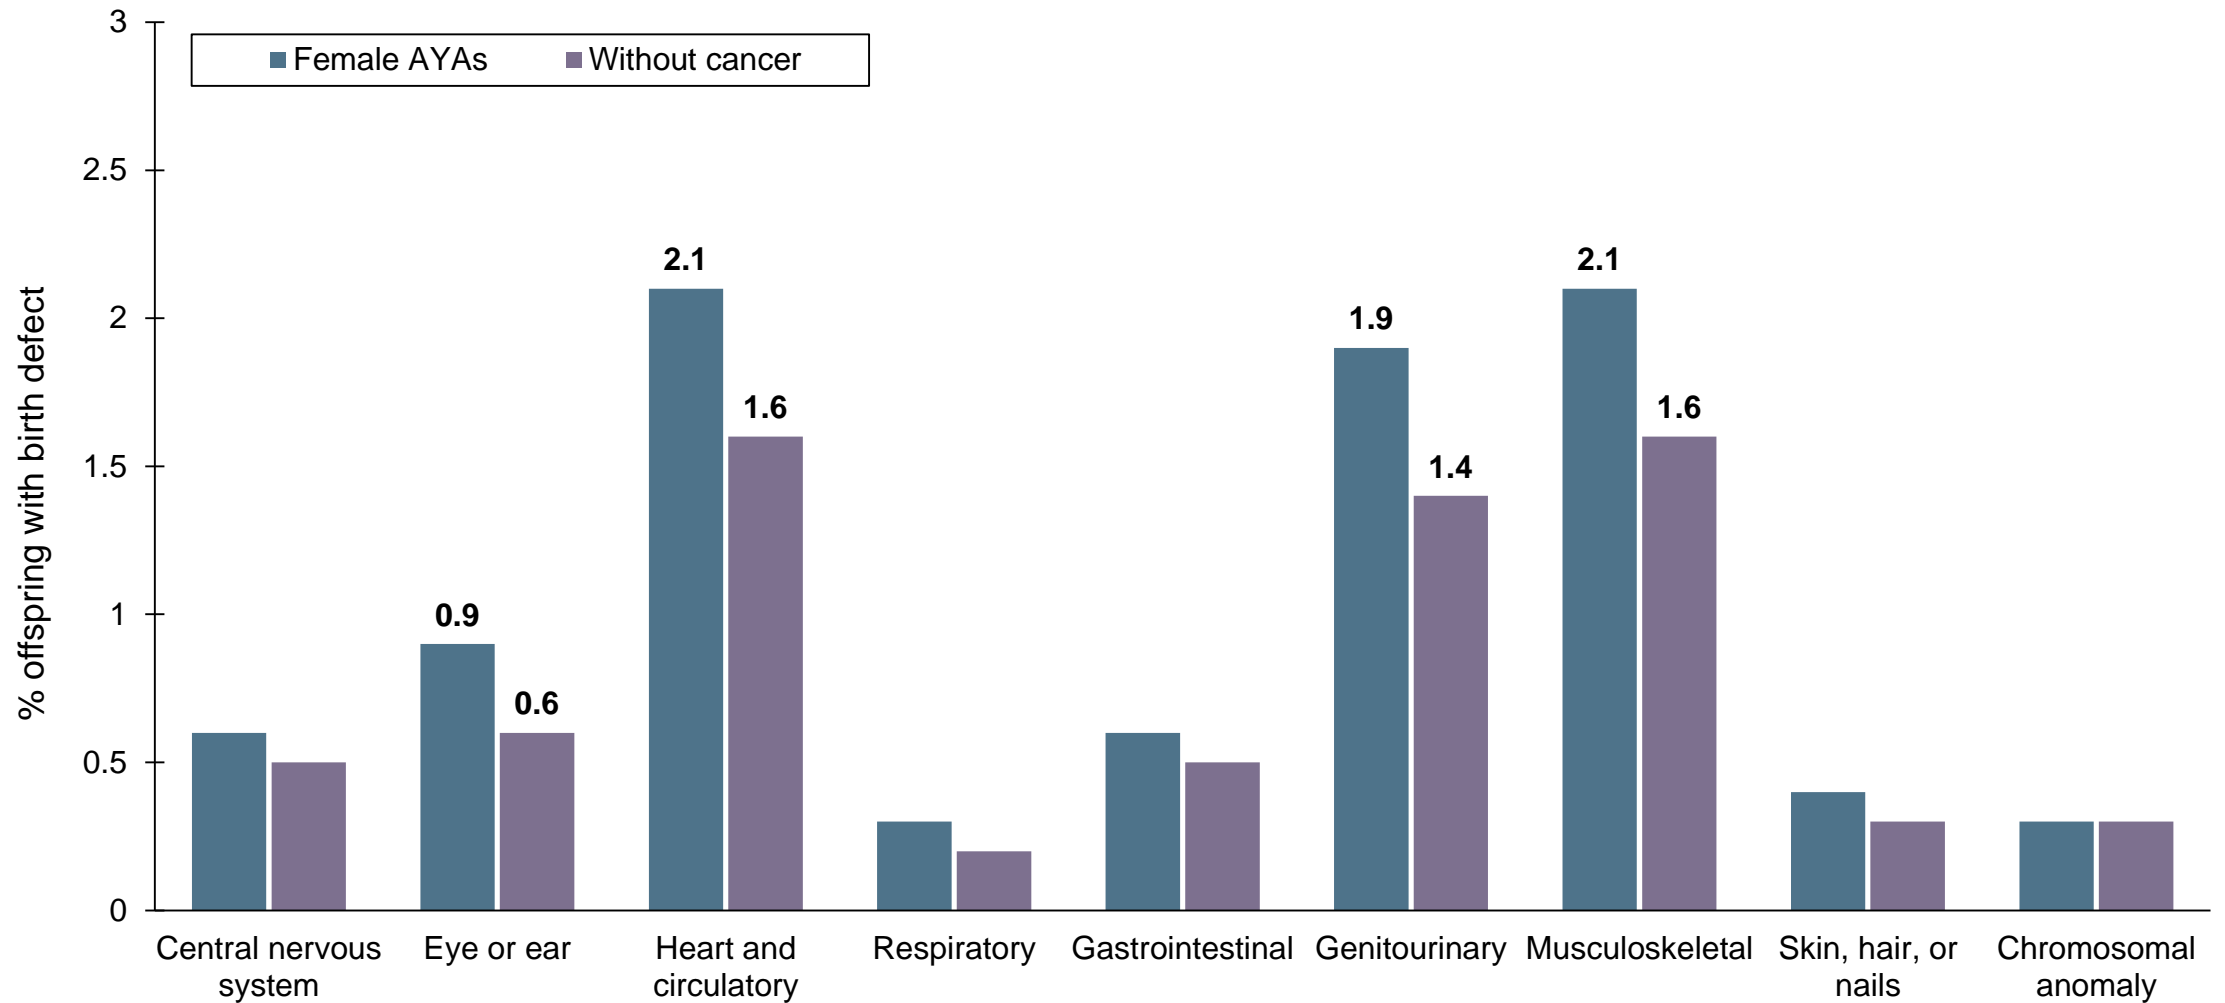 Female AYAs
Without cancer
% offspring with birth defect
3
2.5
2
1.5
1
0.5
0
0.9
0.6
2.1
1.6
1.9
1.4
2.1
1.6
Central nervous
system
Eye or ear
Heart and
circulatory
Respiratory
Gastrointestinal
Genitourinary
Musculoskeletal
Skin, hair, or
nails
Chromosomal
anomaly